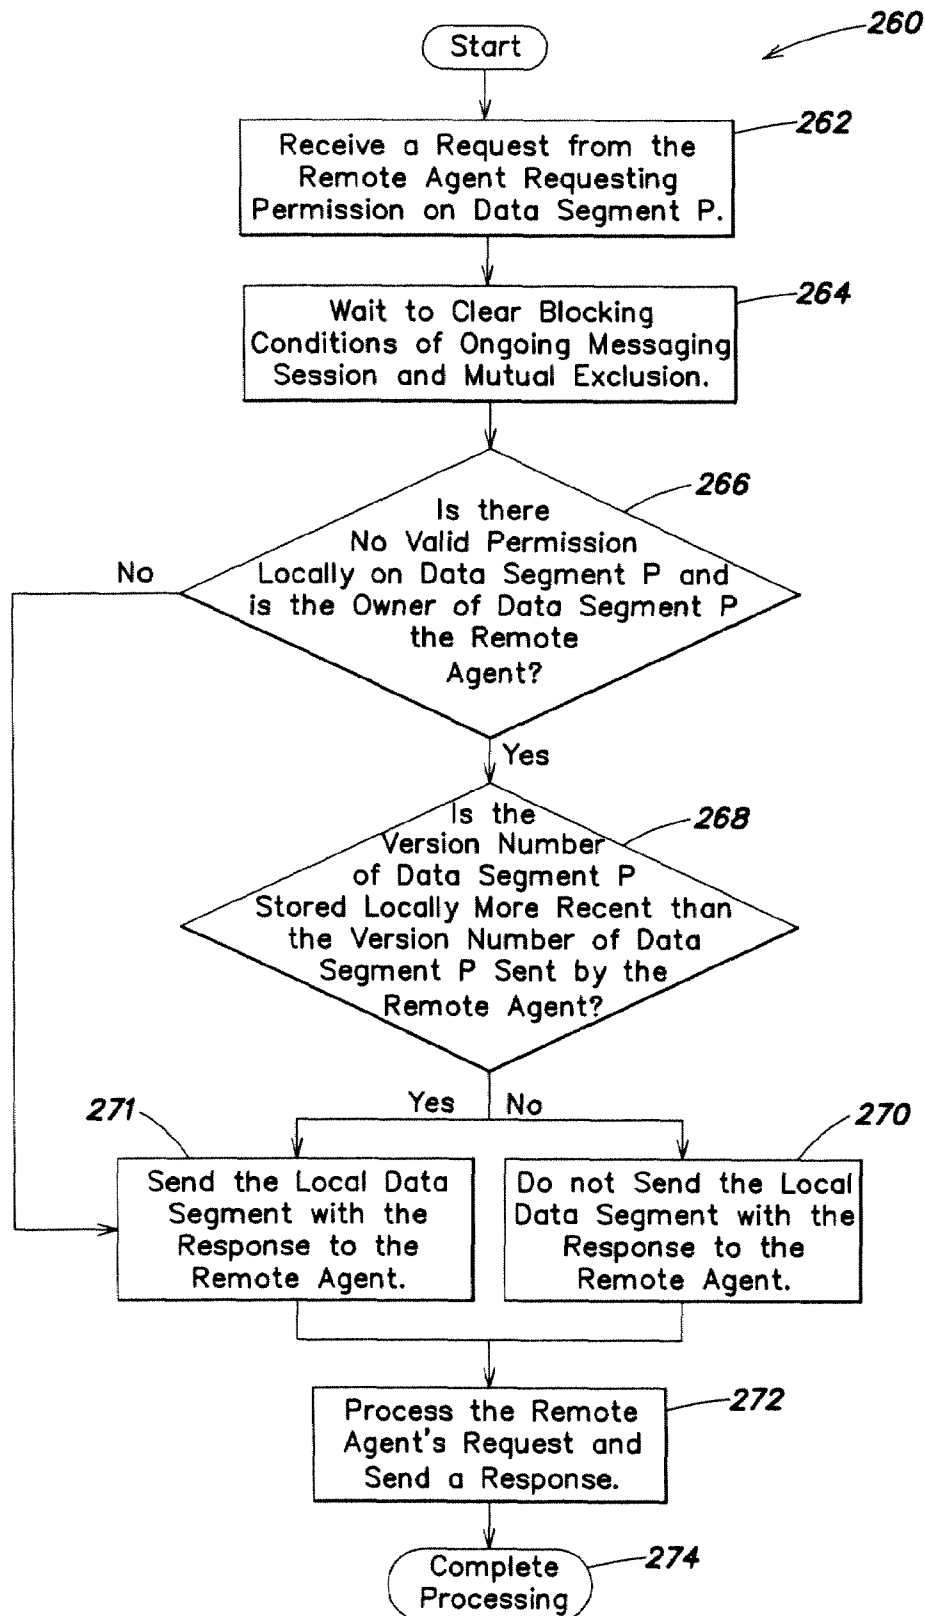 260
Start
262
Receive a Request from the
Remote Agent Requesting
Permission on Data Segment P.
264
Wait to Clear Blocking
Conditions of Ongoing Messaging
Session and Mutual Exclusion.
266
Is there
No Valid Permission
Locally on Data Segment P and
is the Owner of Data Segment P
the Remote
Agent?
No
Yes
268
Is the
Version Number
of Data Segment P
Stored Locally More Recent than
the Version Number of Data
Segment P Sent by the
Remote Agent?
Yes
No
271
Send the Local Data
Segment with the
Response to the
Remote Agent.
270
Do not Send the Local
Data Segment with the
Response to the
Remote Agent.
272
Process the Remote
Agent's Request and
Send a Response.
274
Complete
Processing